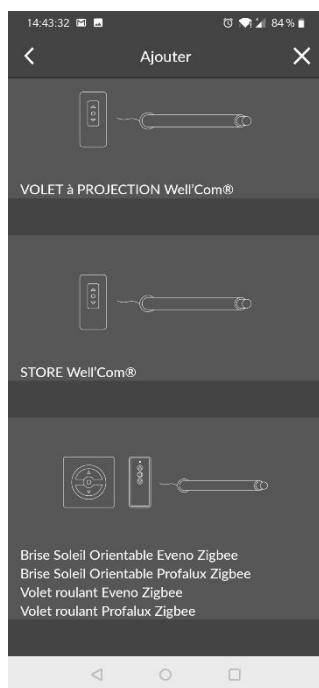 14:43:32 84 %
Ajouter
VOLET à PROJECTION Well'Com®
STORE Well'Com®
Brise Soleil Orientable Eveno Zigbee
Brise Soleil Orientable Profalux Zigbee
Volet roulant Eveno Zigbee
Volet roulant Profalux Zigbee